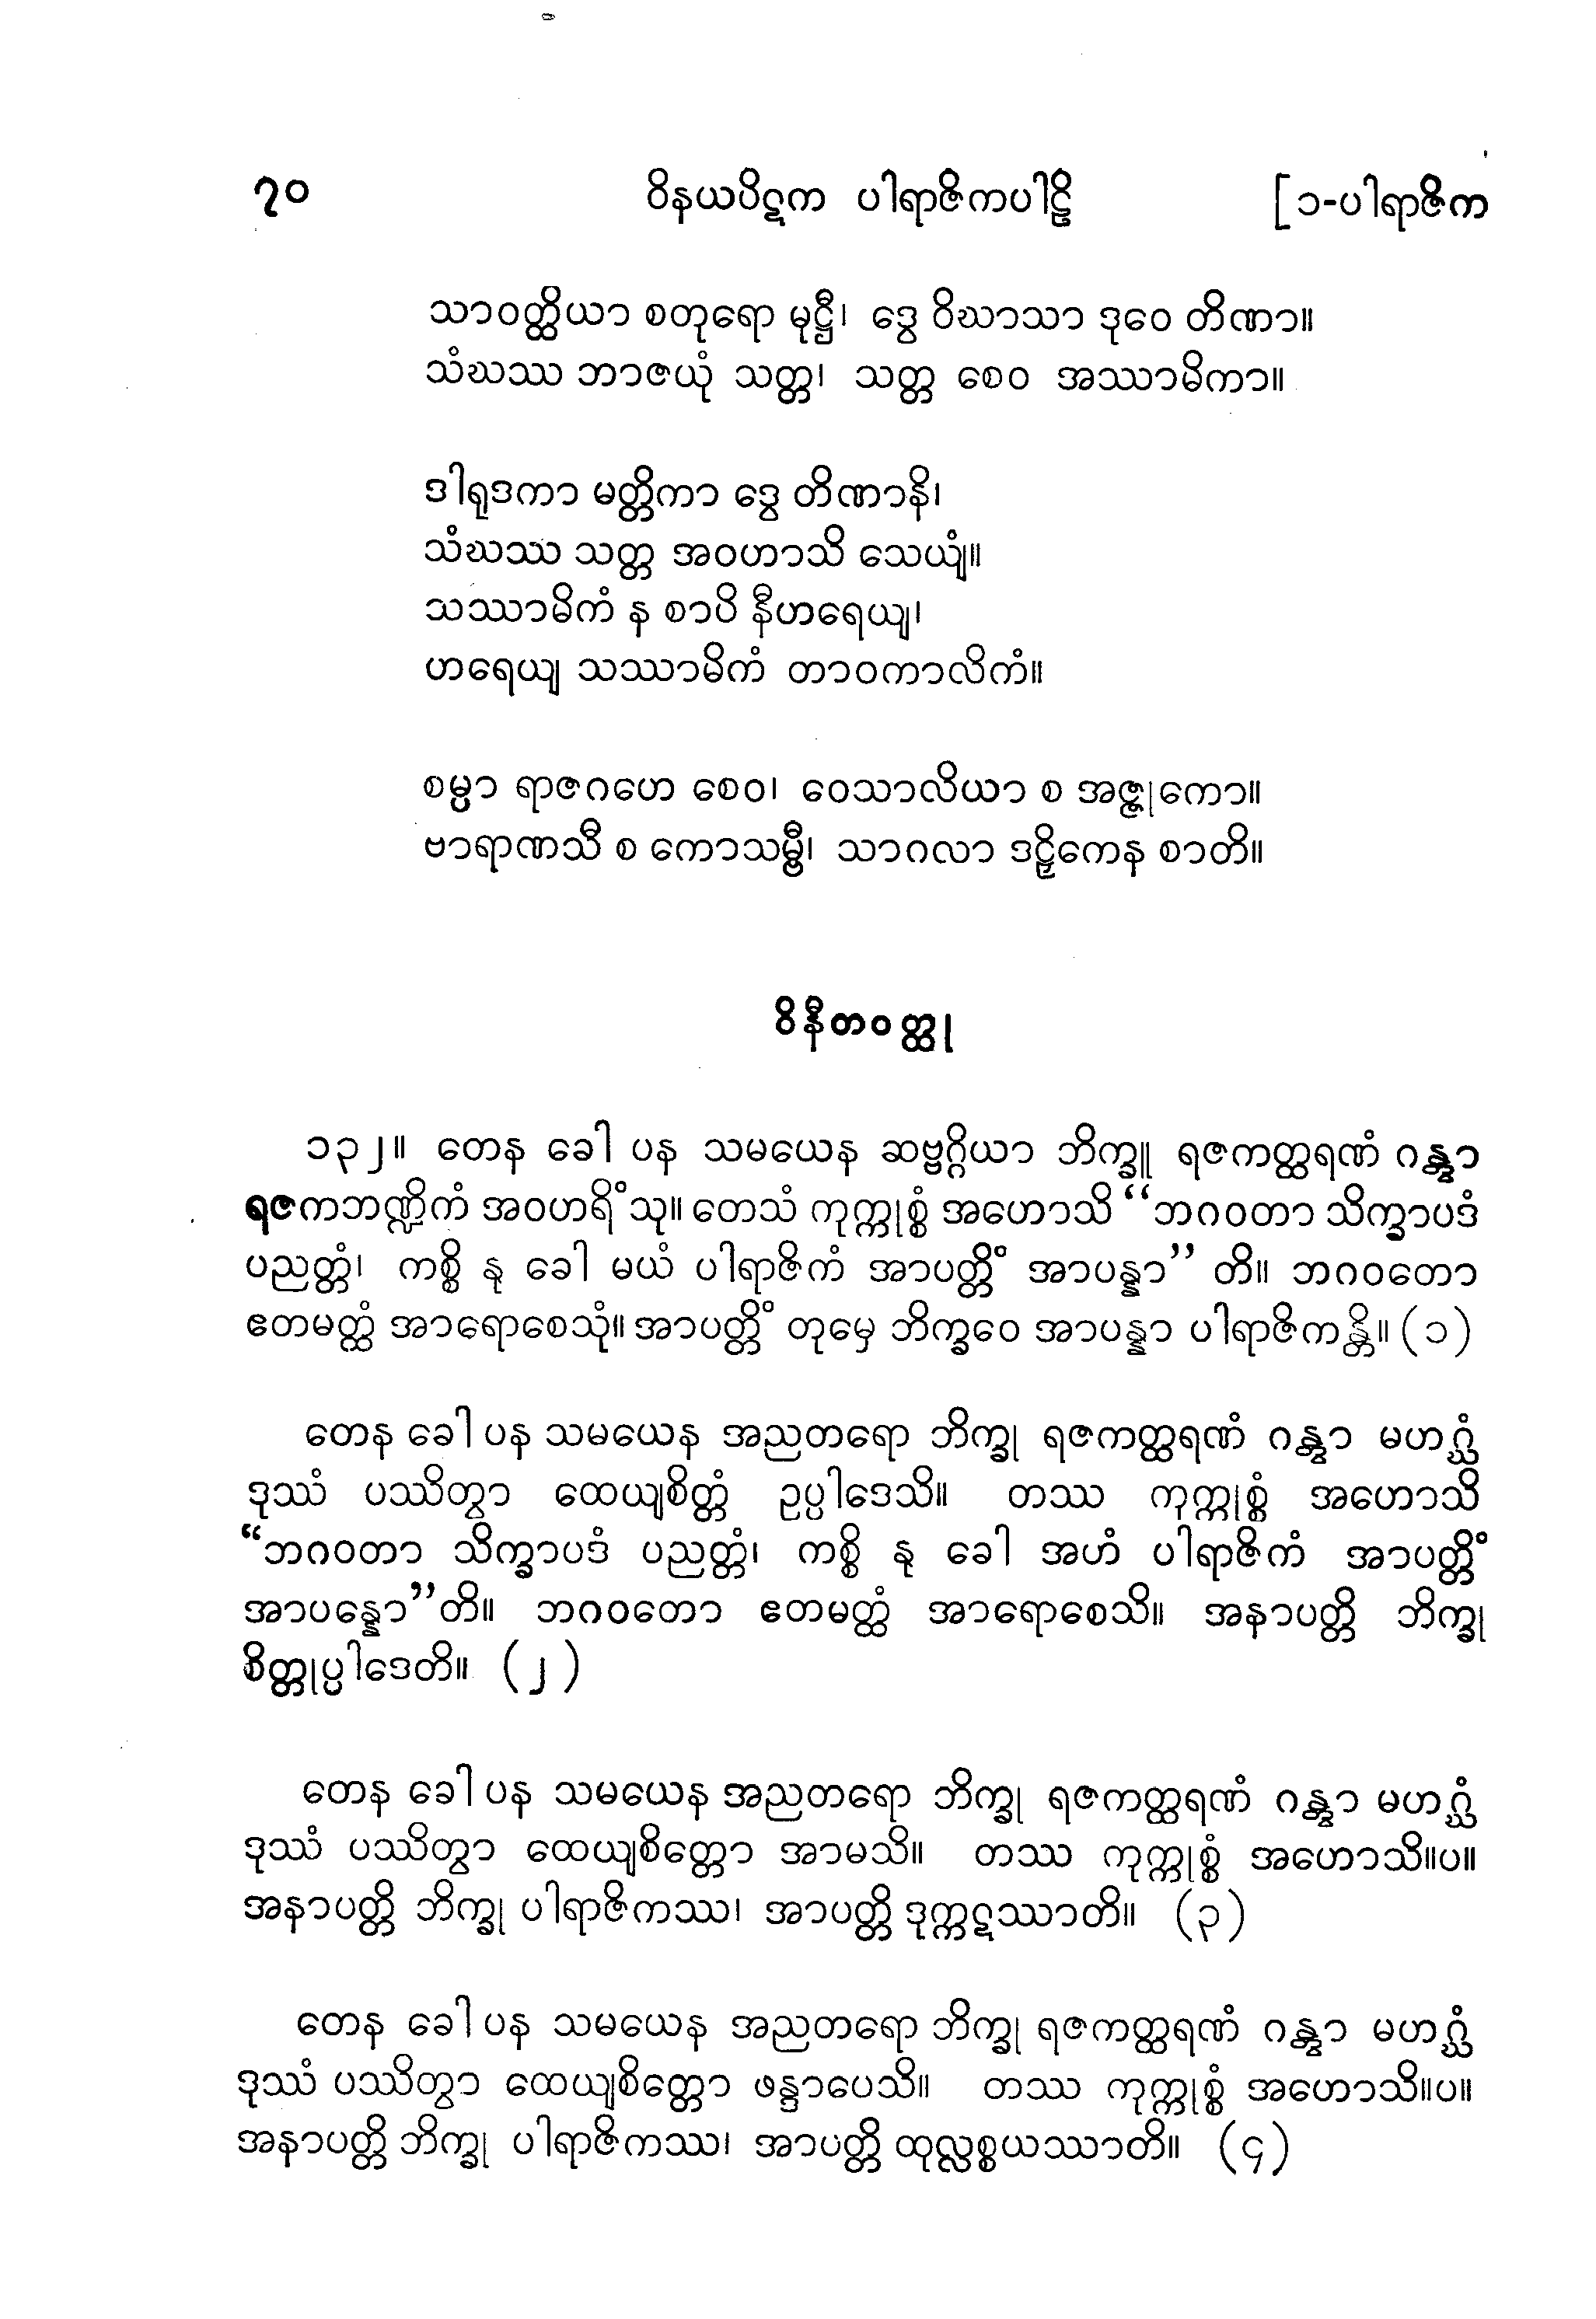 ၇၀ ဝိနယပိဋက ပါရာဇိကပါဠိ [၁-ပါရာဇိက
သာဝတ္ထိယာ စတုရော မုဋ္ဌီ၊ ဒွေ ဝိဃာသာ ဒုဝေ တိဏာ။
သံဃဿ ဘာဇယုံ သတ္တ၊ သတ္တ စေဝ အဿာမိကာ။
ဒါရုဒကာ မတ္တိကာ ဒွေ တိဏာနိ၊
သံဃဿ သတ္တ အဝဟာသိ သေယျံ။
သဿာမိကံ န စာပိ နီဟရေယျ၊
ဟရေယျ သဿာမိကံ တာဝကာလိကံ။
စမ္ပာ ရာဇဂဟေ စေဝ၊ ဝေသာလိယာ စ အဇ္ဇုကော။
ဗာရာဏသီ စ ကောသမ္ဗီ၊ သာဂလာ ဒဠှိကေန စာတိ။
ဝိနီတဝတ္ထု
၁၃၂။ တေန ခေါ ပန သမယေန ဆဗ္ဗဂ္ဂိယာ ဘိက္ခူ ရဇကတ္ထရဏံ ဂန္တွာ
ရဇကဘဏ္ဍိကံ အဝဟရိံသု။ တေသံ ကုက္ကုစ္စံ အဟောသိ “ဘဂဝတာ သိက္ခာပဒံ
ပညတ္တံ၊ ကစ္စိ နု ခေါ မယံ ပါရာဇိကံ အာပတ္တိံ အာပန္နာ” တိ။ ဘဂဝတော
ဧတမတ္ထံ အာရောစေသုံ။ အာပတ္တိံ တုမှေ ဘိက္ခဝေ အာပန္နာ ပါရာဇိကန္တိ။ (၁)
တေန ခေါ ပန သမယေန အညတရော ဘိက္ခု ရဇကတ္ထရဏံ ဂန္တွာ မဟဂ္ဃံ
ဒုဿံ ပဿိတွာ ထေယျစိတ္တံ ဥပ္ပါဒေသိ။ တဿ ကုက္ကုစ္စံ အဟောသိ
“ဘဂဝတာ သိက္ခာပဒံ ပညတ္တံ၊ ကစ္စိ နု ခေါ အဟံ ပါရာဇိကံ အာပတ္တိံ
အာပန္နော”တိ။ ဘဂဝတော ဧတမတ္ထံ အာရောစေသိ။ အနာပတ္တိ ဘိက္ခု
စိတ္တုပ္ပါဒေတိ။ (၂)
တေန ခေါ ပန သမယေန အညတရော ဘိက္ခု ရဇကတ္ထရဏံ ဂန္တွာ မဟဂ္ဃံ
ဒုဿံ ပဿိတွာ ထေယျစိတ္တော အာမသိ။ တဿ ကုက္ကုစ္စံ အဟောသိ။ပ။
အနာပတ္တိ ဘိက္ခု ပါရာဇိကဿ၊ အာပတ္တိ ဒုက္ကဋဿာတိ။ (၃)
တေန ခေါ ပန သမယေန အညတရော ဘိက္ခု ရဇကတ္ထရဏံ ဂန္တွာ မဟဂ္ဃံ
ဒုဿံ ပဿိတွာ ထေယျစိတ္တော ဖန္ဒာပေသိ။ တဿ ကုက္ကုစ္စံ အဟောသိ။ပ။
အနာပတ္တိ ဘိက္ခု ပါရာဇိကဿ၊ အာပတ္တိ ထုလ္လစ္စယဿာတိ။ (၄)